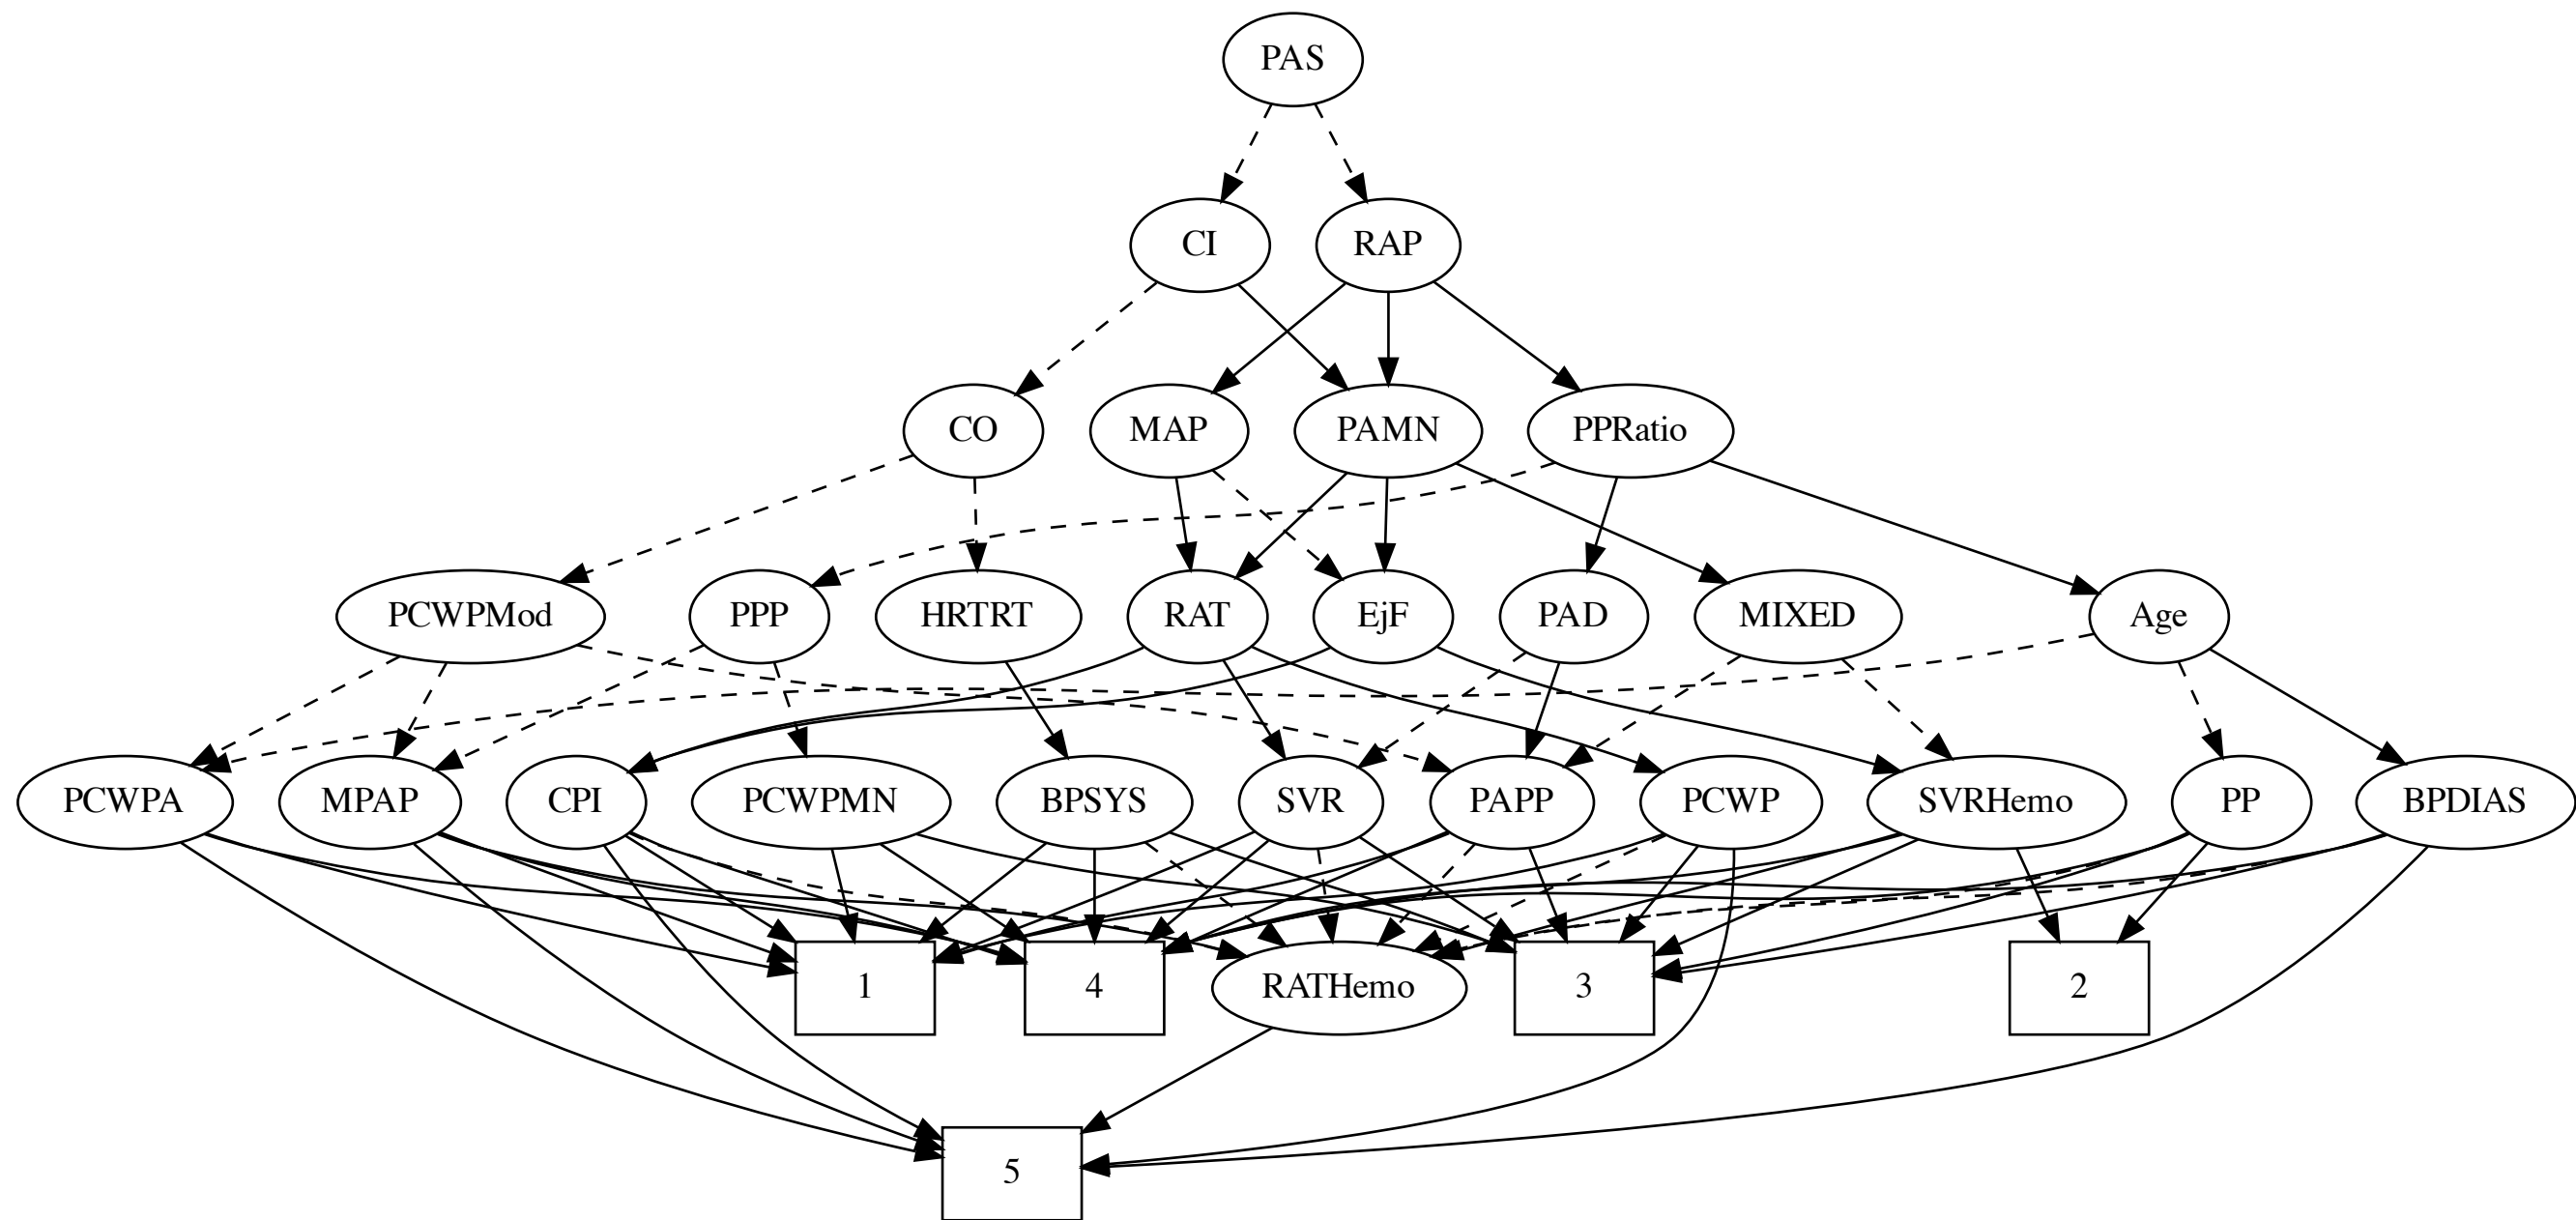 PAS
CI
RAP
CO
MAP
PAMN
PPRatio
PCWPMod
PPP
HRTRT
RAT
EjF
PAD
MIXED
Age
PCWPA
MPAP
CPI
PCWPMN
BPSYS
SVR
PAPP
PCWP
SVRHemo
PP
BPDIAS
1
4
RATHemo
3
2
5